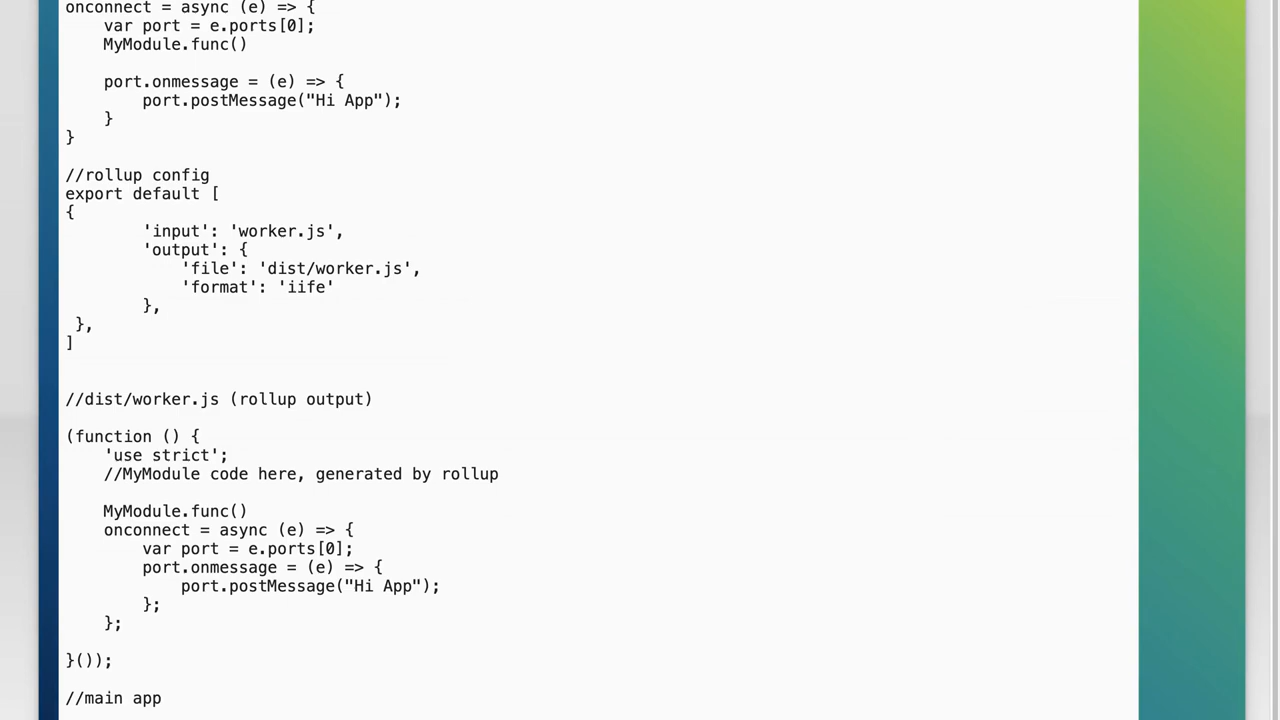 onconnect = async (e) => {
    var port = e.ports[0];
    MyModule.func()

    port.onmessage = (e) => {
        port.postMessage("Hi App");
    }
}

//rollup config
export default [
{
        'input': 'worker.js',
        'output': {
            'file': 'dist/worker.js',
            'format': 'iife'
        },
 },
]

//dist/worker.js (rollup output)

(function () {
    'use strict';
    //MyModule code here, generated by rollup

    MyModule.func()
    onconnect = async (e) => {
        var port = e.ports[0];
        port.onmessage = (e) => {
            port.postMessage("Hi App");
        };
    };

}());

//main app